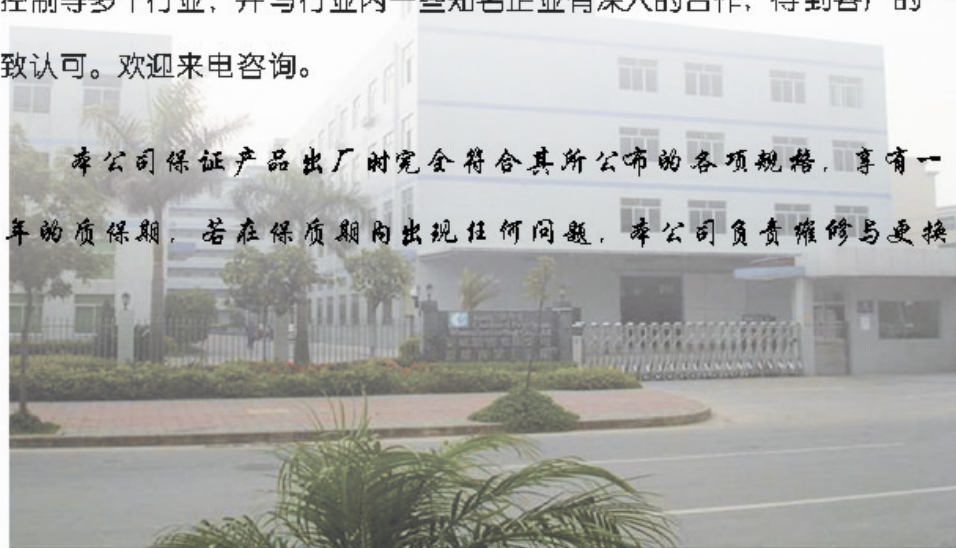 控制等多个行业，并与行业内一些知名企业有深入的合作，得到客户的一
致认可。欢迎来电咨询。
本公司保证产品出厂时完全符合其所公布的各项规格，享有一
年的质保期，若在保质期内出现任何问题，本公司负责维修与更换